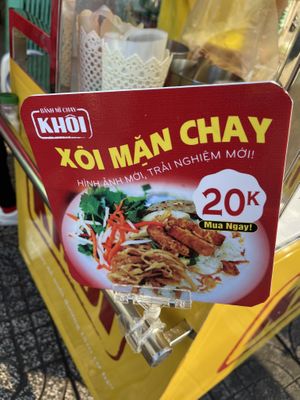 BÁNH MÌ CHAY
KHÔI
XÔI MẶN CHAY
HÌNH ẢNH MỚI, TRẢI NGHIỆM MỚI!
20K
Mua Ngay!